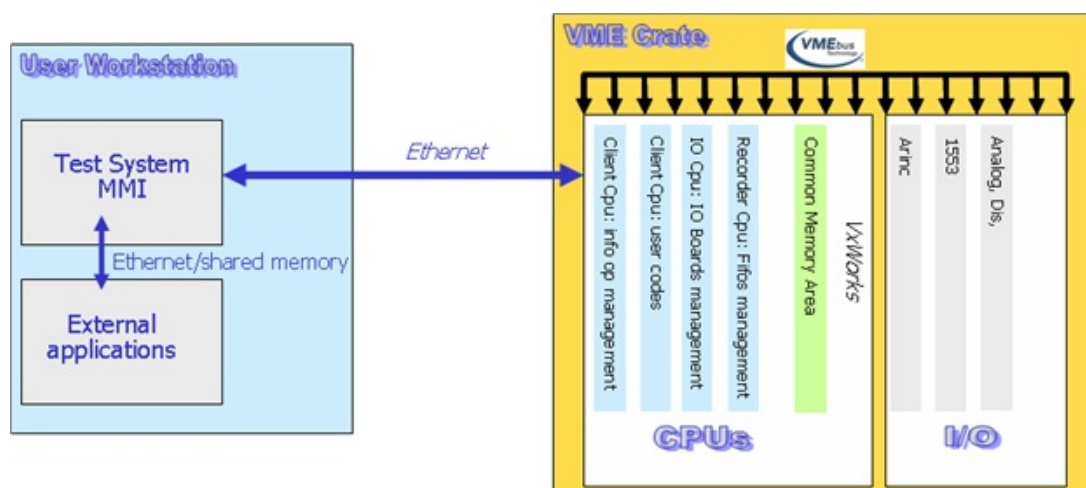 User Workstation
Test System
MMI
Ethernet/shared memory
External
applications
Ethernet
VME Crate
VMEbus
Technology
Client Cpu: info op management
Client Cpu: user codes
IO Cpu: IO Boards management
Recorder Cpu: Fifos management
Common Memory Area
VxWorks
CPUs
Arinc
1553
Analog, Dis,
I/O